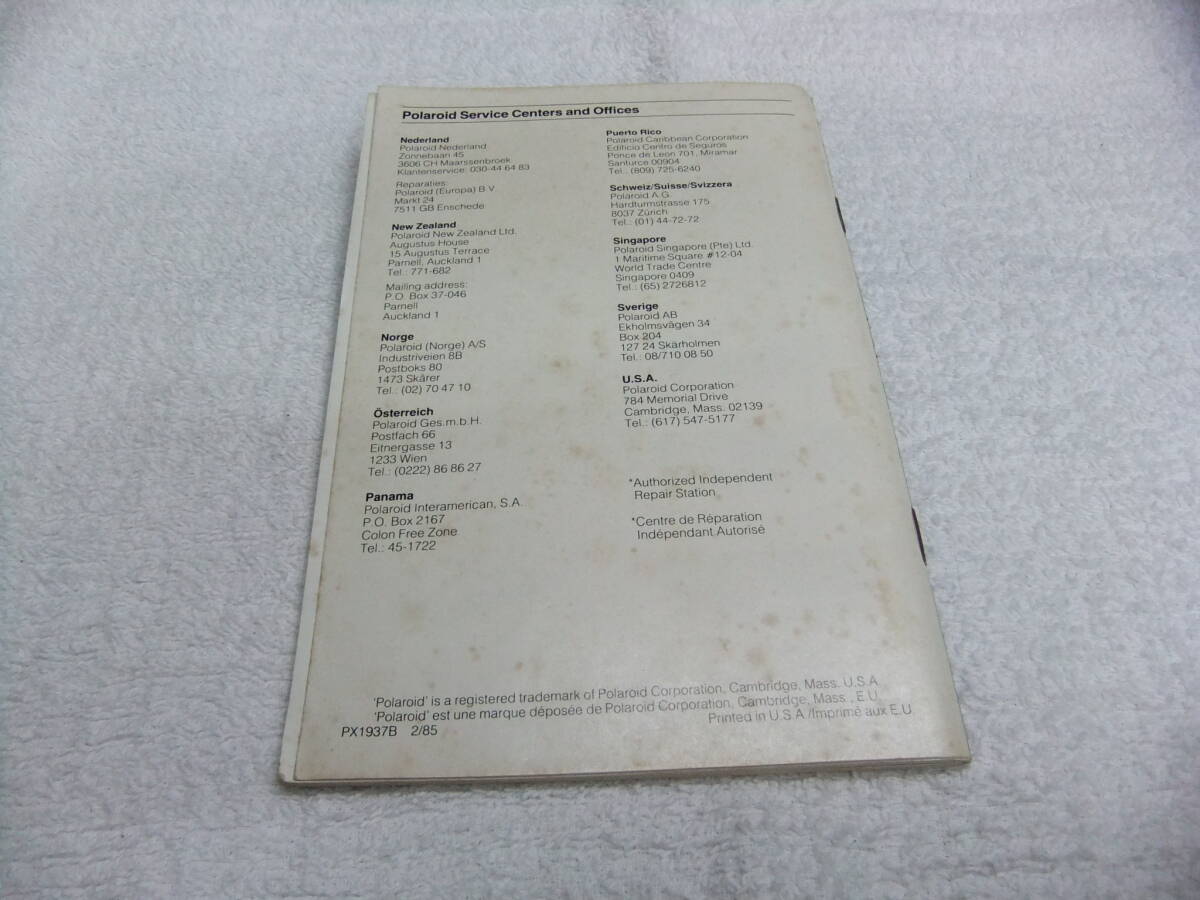 Polaroid Service Centers and Offices
Nederland
Polaroid Nederland
Zonnebaan 45
3606 CH Maarssenbroek
Klantenservice: 030-44 64 83
Reparaties:
Polaroid (Europa) B.V.
Markt 24
7511 GB Enschede
New Zealand
Polaroid New Zealand Ltd.
Augustus House
15 Augustus Terrace
Parnell, Auckland 1
Tel.: 771-682
Mailing address:
P.O. Box 37-046
Parnell
Auckland 1
Norge
Polaroid (Norge) A/S
Industriveien 8B
Postboks 80
1473 Skårer
Tel.: (02) 70 47 10
Österreich
Polaroid Ges.m.b.H.
Postfach 66
Eitnergasse 13
1233 Wien
Tel.: (0222) 86 86 27
Panama
Polaroid Interamerican, S.A.
P.O. Box 2167
Colon Free Zone
Tel.: 45-1722
Puerto Rico
Polaroid Caribbean Corporation
Edificio Centro de Seguros
Ponce de Leon 701, Miramar
Santurce 00904
Tel.: (809) 725-6240
Schweiz/Suisse/Svizzera
Polaroid A.G.
Hardturmstrasse 175
8037 Zürich
Tel.: (01) 44-72-72
Singapore
Polaroid Singapore (Pte) Ltd.
1 Maritime Square #12-04
World Trade Centre
Singapore 0409
Tel.: (65) 2726812
Sverige
Polaroid AB
Ekholmsvägen 34
Box 204
127 24 Skärholmen
Tel.: 08/710 08 50
U.S.A.
Polaroid Corporation
784 Memorial Drive
Cambridge, Mass. 02139
Tel.: (617) 547-5177
*Authorized Independent
Repair Station
*Centre de Réparation
Indépendant Autorisé
'Polaroid' is a registered trademark of Polaroid Corporation, Cambridge, Mass. U.S.A.
'Polaroid' est une marque déposée de Polaroid Corporation, Cambridge, Mass., E.U.
PX1937B 2/85
Printed in U.S.A./Imprimé aux E.U.